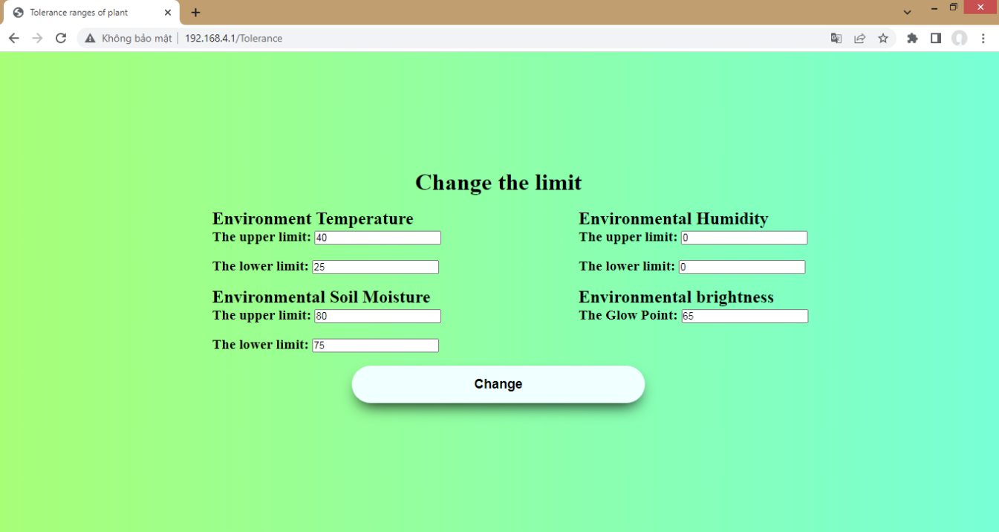 Tolerance ranges of plant
Không bảo mật 192.168.4.1/Tolerance
Change the limit
Environment Temperature
The upper limit: 40
The lower limit: 25
Environmental Humidity
The upper limit: 0
The lower limit: 0
Environmental Soil Moisture
The upper limit: 80
The lower limit: 75
Environmental brightness
The Glow Point: 65
Change